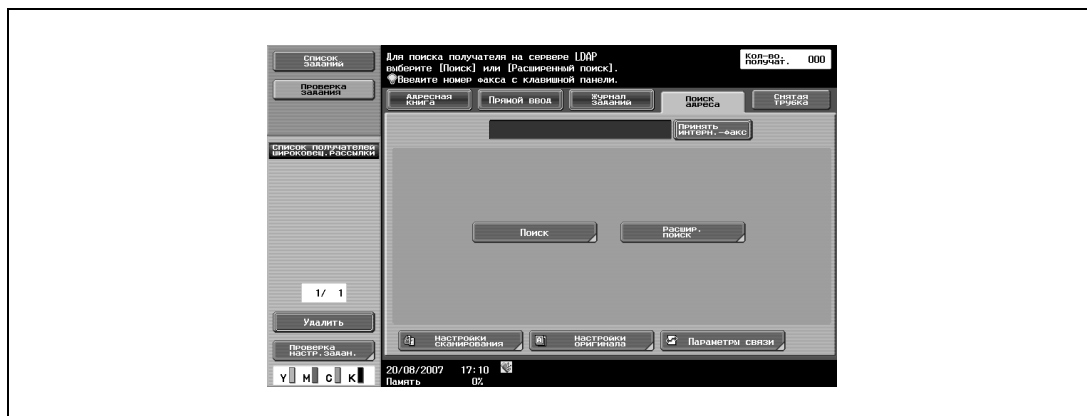 Список
задании
Проверка
задания
Список получателей
широковещ.рассылки
1/ 1
Удалить
Проверка
настр.задан.
Y M C K
Для поиска получателя на сервере LDAP
выберите [Поиск] или [Расширенный поиск].
Введите номер факса с клавишной панели.
Кол-во.
получат. 000
Адресная
книга
Прямой ввод
Журнал
заданий
Поиск
адреса
Снятая
трубка
Принять
интерн.-факс
Поиск
Расшир.
поиск
Настройки
сканирования
Настройки
оригинала
Параметры связи
20/08/2007 17:10
Память 0%